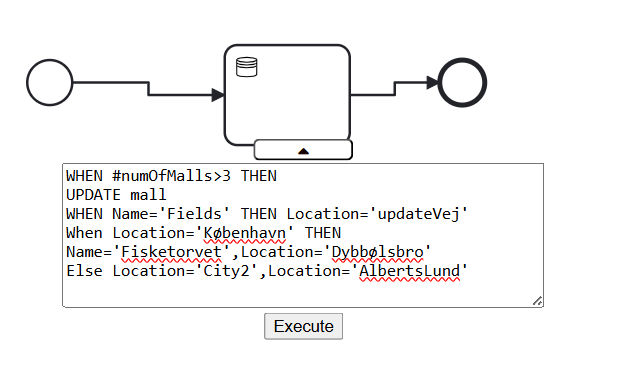 WHEN #numOfMalls>3 THEN
UPDATE mall
WHEN Name='Fields' THEN Location='updateVej'
When Location='København' THEN
Name='Fisketorvet',Location='Dybbølsbro'
Else Location='City2',Location='AlbertsLund'
Execute